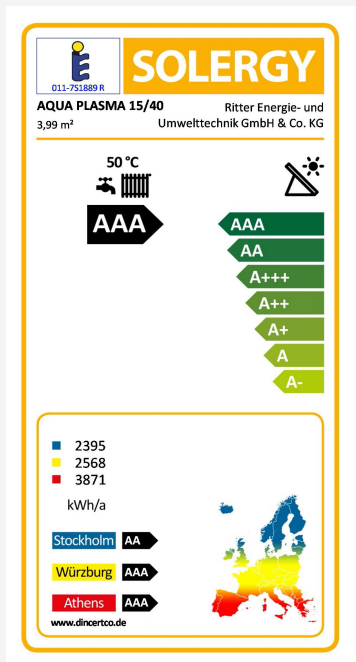 011-7S1889 R
SOLERGY
AQUA PLASMA 15/40
Ritter Energie- und
3,99 m²
Umwelttechnik GmbH & Co. KG
50 °C
AAA
AAA
AA
A+++
A++
A+
A
A-
2395
2568
3871
kWh/a
Stockholm AA
Würzburg AAA
Athens AAA
www.dincertco.de